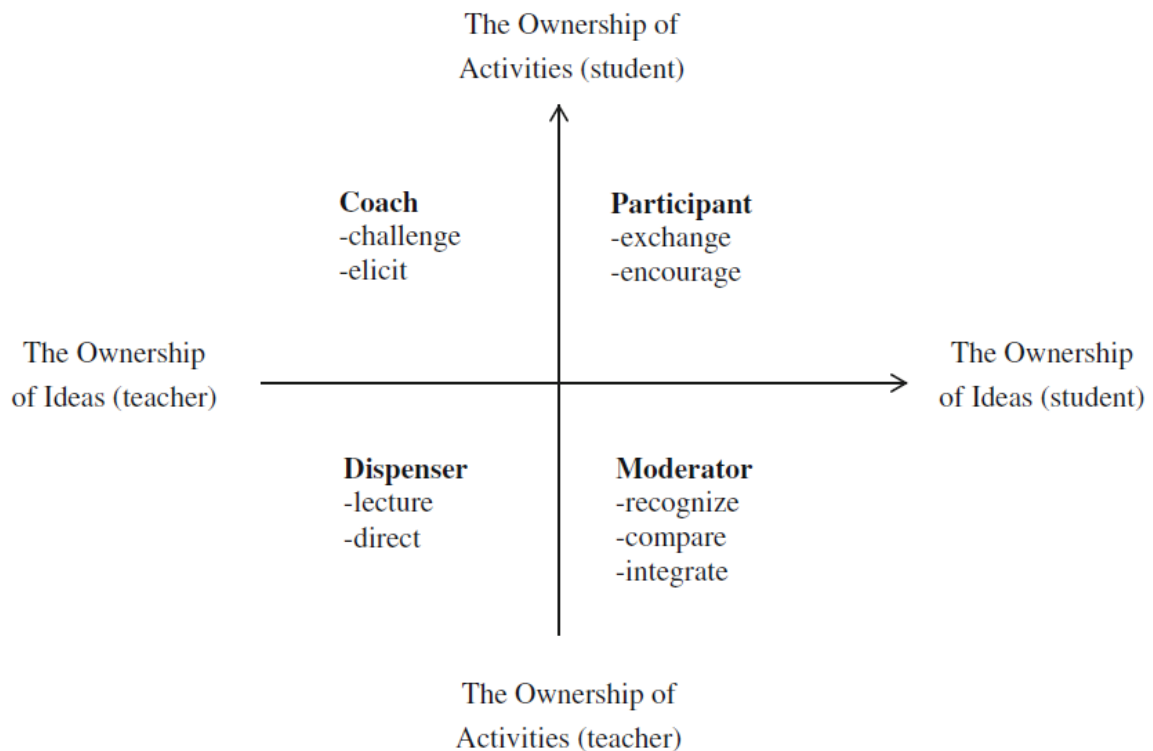 The Ownership of
Activities (student)
Coach
-challenge
-elicit
Participant
-exchange
-encourage
The Ownership
of Ideas (teacher)
The Ownership
of Ideas (student)
Dispenser
-lecture
-direct
Moderator
-recognize
-compare
-integrate
The Ownership of
Activities (teacher)